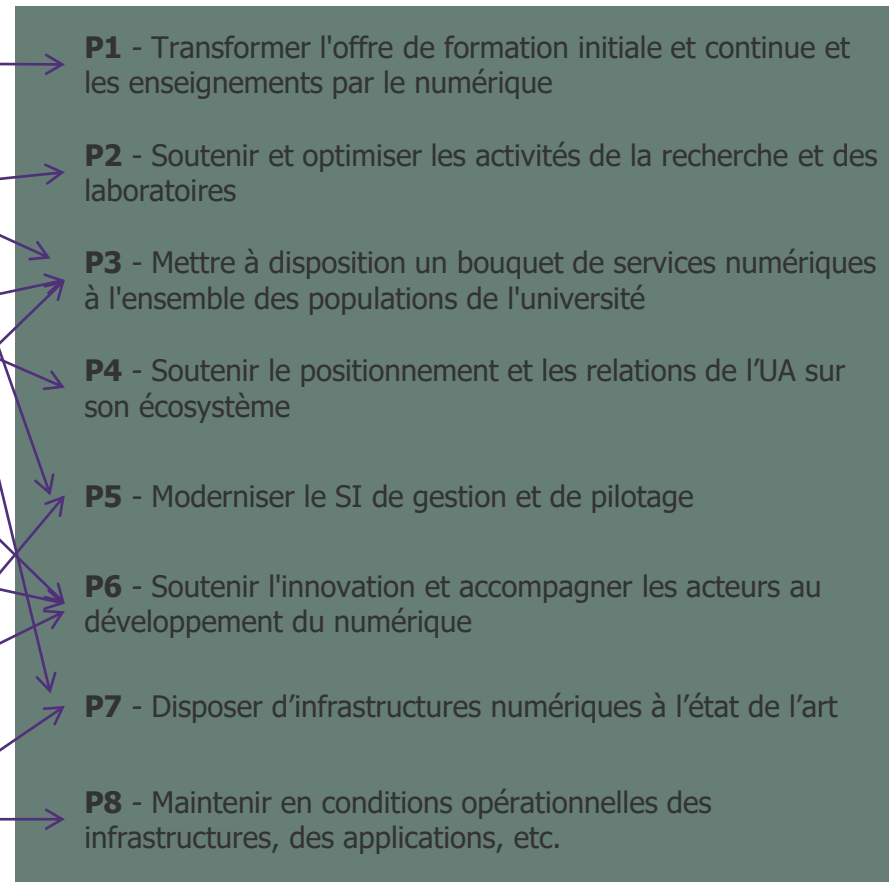 P1 - Transformer l'offre de formation initiale et continue et
les enseignements par le numérique
P2 - Soutenir et optimiser les activités de la recherche et des
laboratoires
P3 - Mettre à disposition un bouquet de services numériques
à l'ensemble des populations de l'université
P4 - Soutenir le positionnement et les relations de l’UA sur
son écosystème
P5 - Moderniser le SI de gestion et de pilotage
P6 - Soutenir l'innovation et accompagner les acteurs au
développement du numérique
P7 - Disposer d’infrastructures numériques à l’état de l’art
P8 - Maintenir en conditions opérationnelles des
infrastructures, des applications, etc.